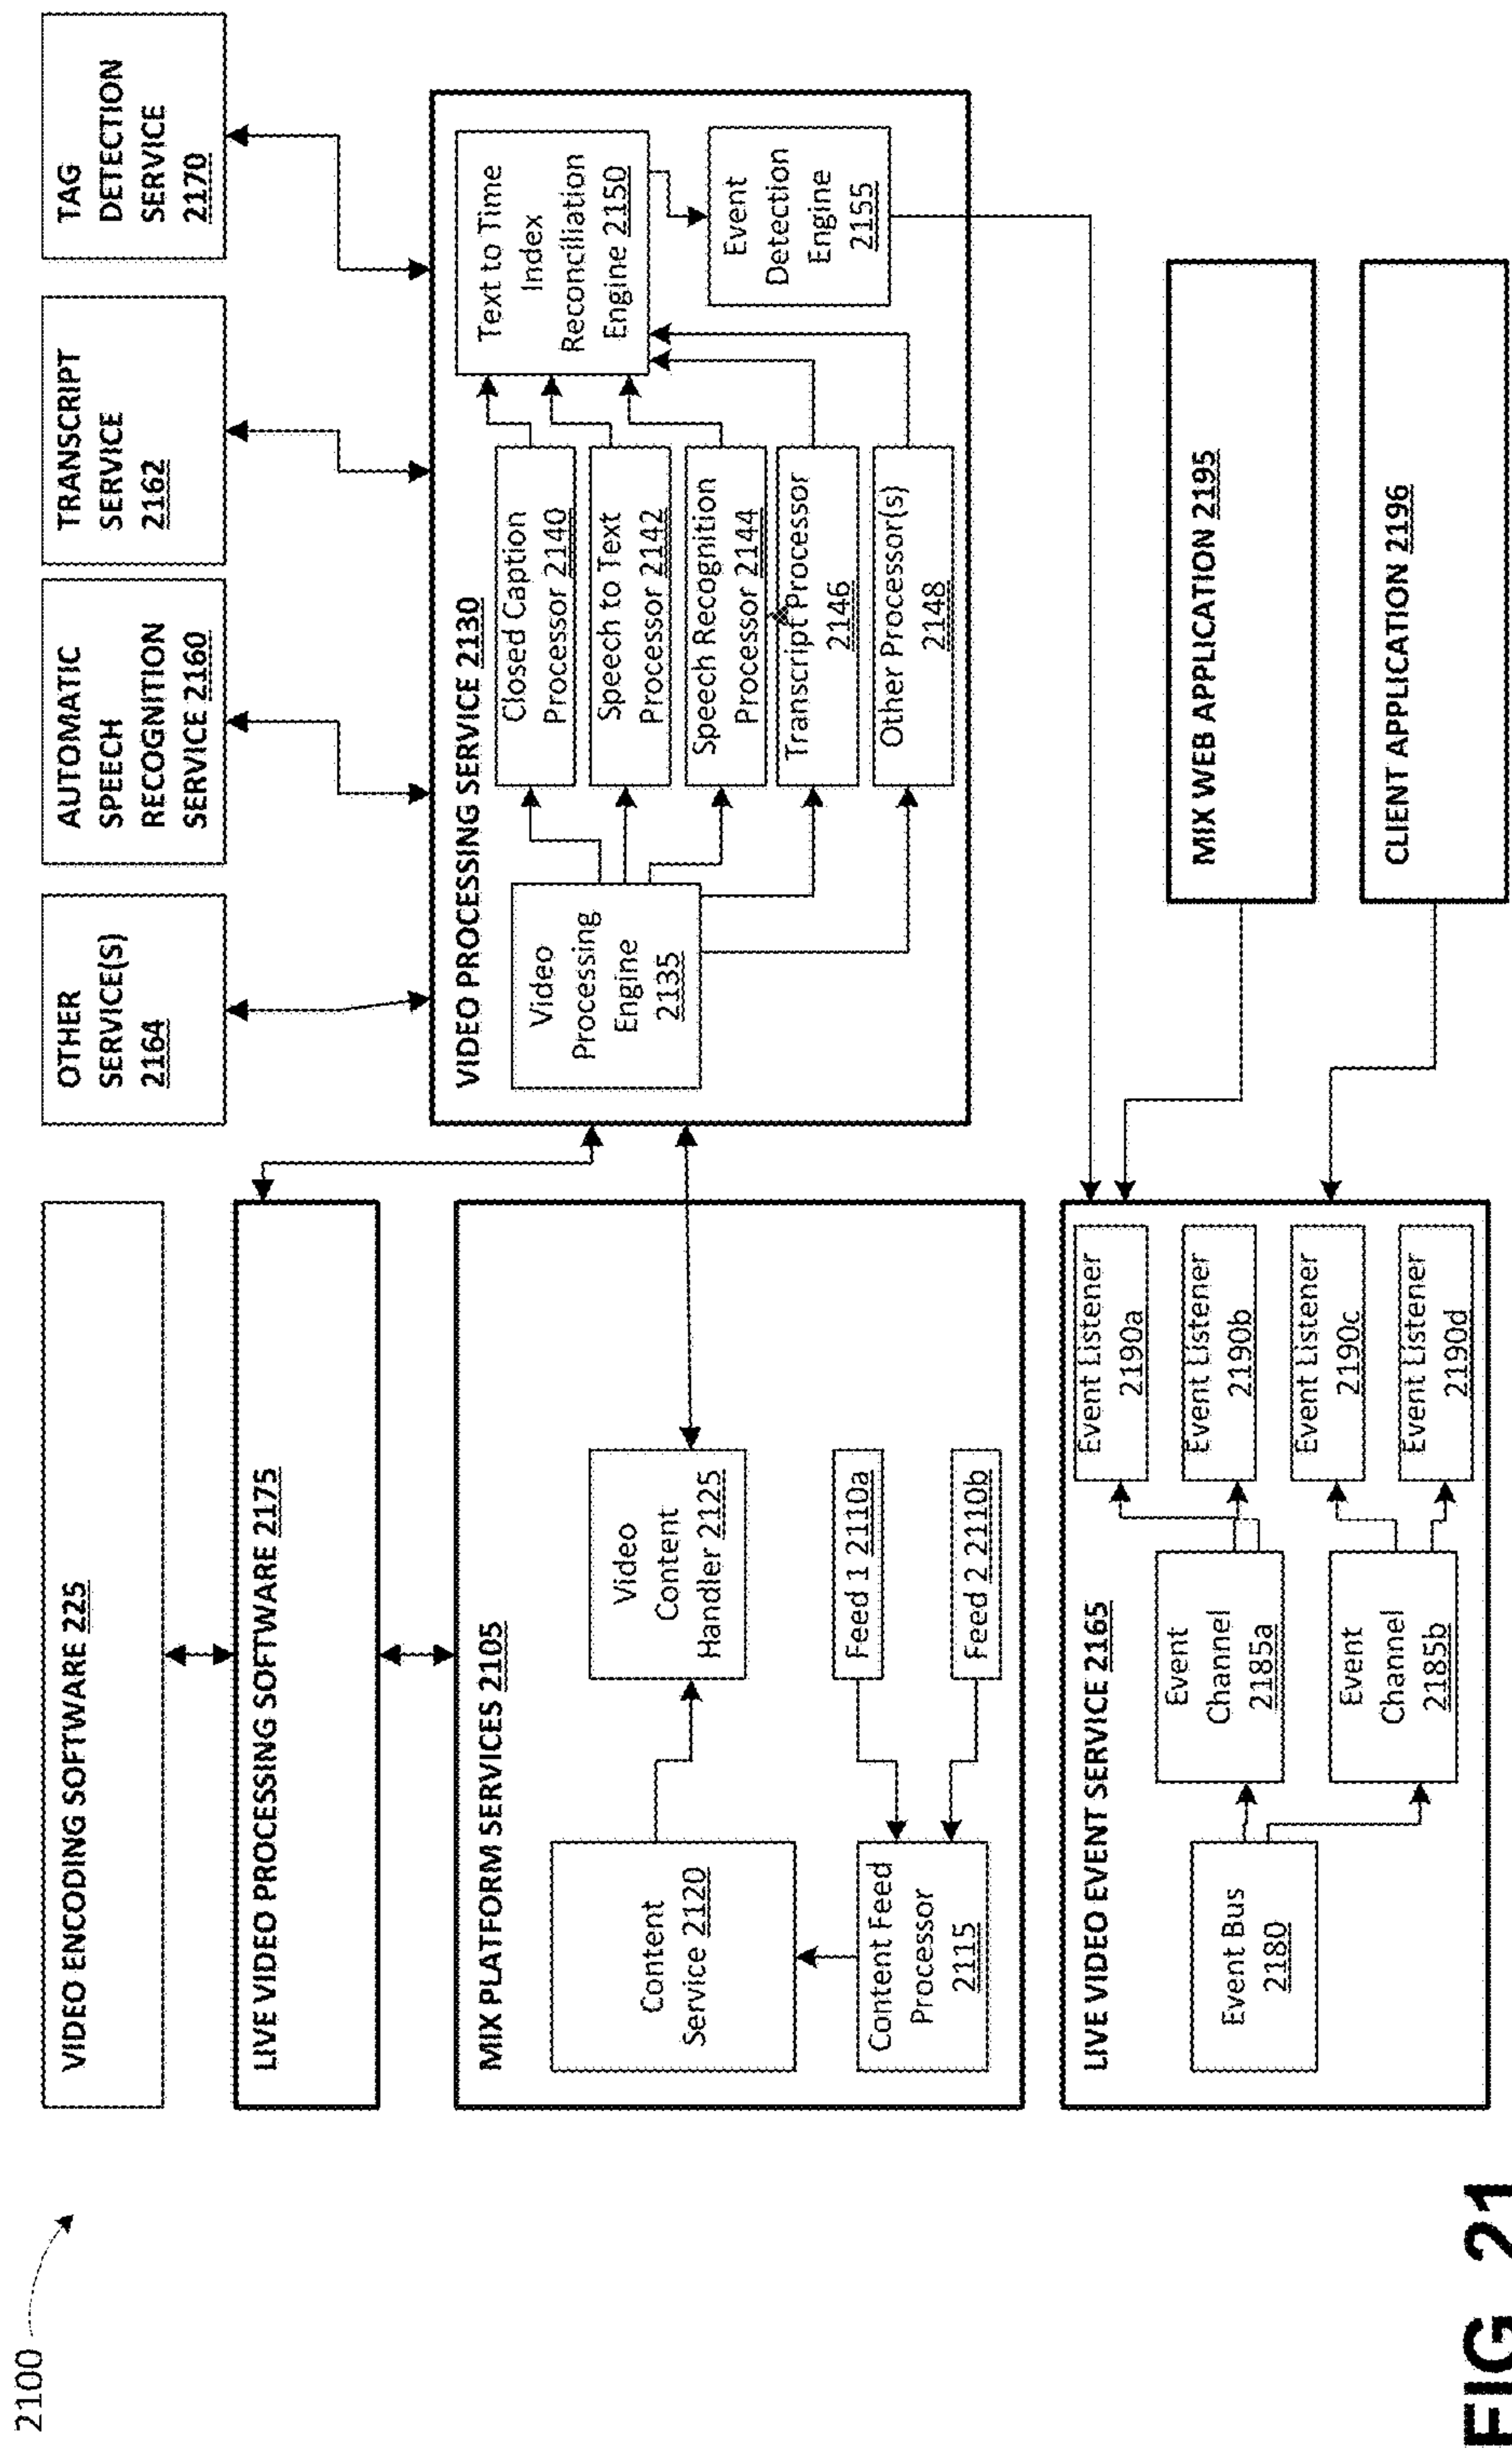 2100
VIDEO ENCODING SOFTWARE 225
LIVE VIDEO PROCESSING SOFTWARE 2175
MIX PLATFORM SERVICES 2105
Content
Service 2120
Video
Content
Handler 2125
Content Feed
Processor
2115
Feed 1 2110a
Feed 2 2110b
LIVE VIDEO EVENT SERVICE 2165
Event Bus
2180
Event
Channel
2185a
Event
Channel
2185b
Event Listener
2190a
Event Listener
2190b
Event Listener
2190c
Event Listener
2190d
OTHER
SERVICE(S)
2164
AUTOMATIC
SPEECH
RECOGNITION
SERVICE 2160
TRANSCRIPT
SERVICE
2162
TAG
DETECTION
SERVICE
2170
VIDEO PROCESSING SERVICE 2130
Video
Processing
Engine
2135
Closed Caption
Processor 2140
Speech to Text
Processor 2142
Speech Recognition
Processor 2144
Transcript Processor
2146
Other Processor(s)
2148
Text to Time
Index
Reconciliation
Engine 2150
Event
Detection
Engine
2155
MIX WEB APPLICATION 2195
CLIENT APPLICATION 2196
FIG 21